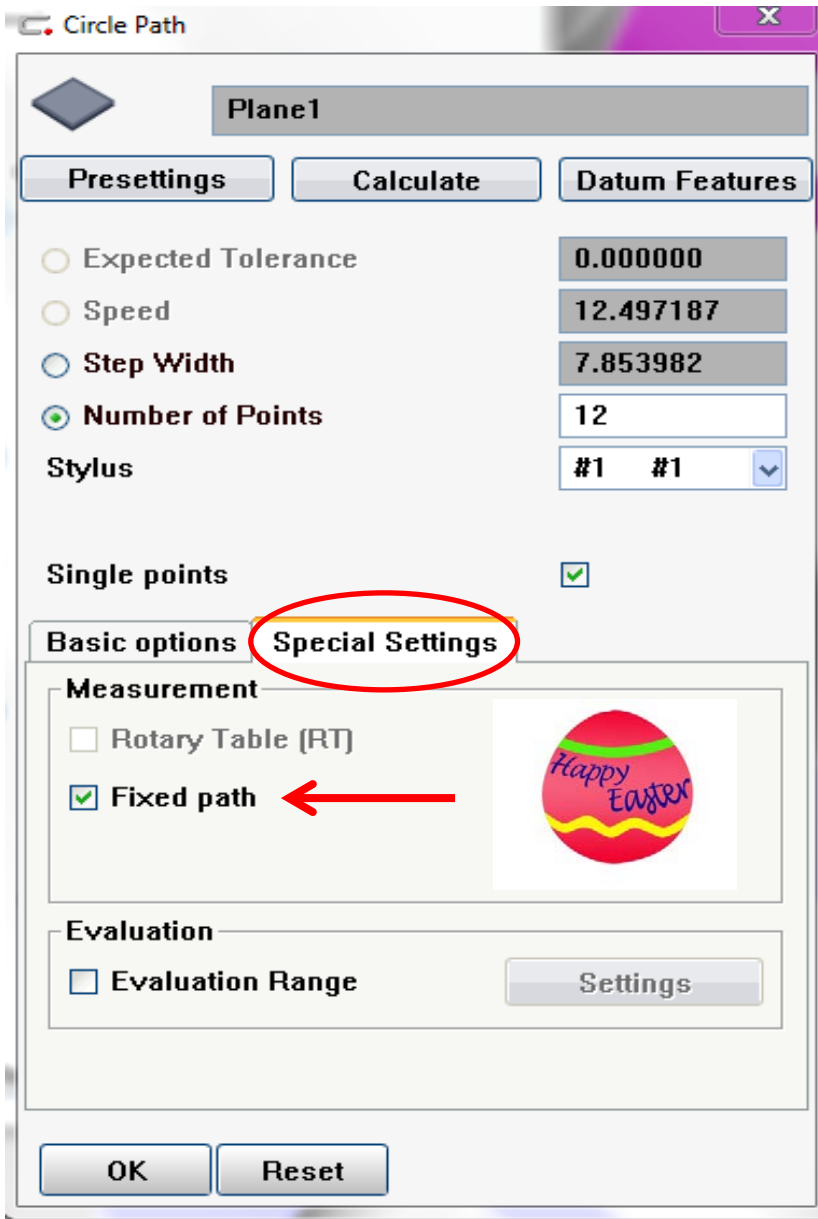 Circle Path
x
Plane1
Presettings Calculate Datum Features
Expected Tolerance 0.000000
Speed 12.497187
Step Width 7.853982
Number of Points 12
Stylus #1 #1
Single points
Basic options Special Settings
Measurement
Rotary Table (RT)
Happy
Easter
Fixed path
Evaluation
Evaluation Range Settings
OK Reset